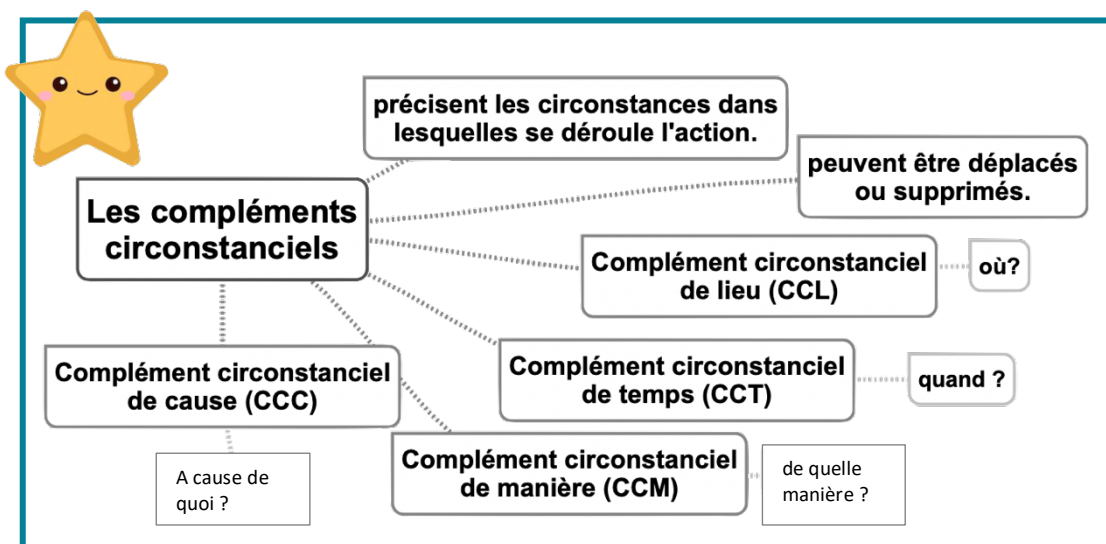 précisent les circonstances dans
lesquelles se déroule l'action.
peuvent être déplacés
ou supprimés.
Les compléments
circonstanciels
Complément circonstanciel
de lieu (CCL)
où?
Complément circonstanciel
de cause (CCC)
Complément circonstanciel
de temps (CCT)
quand ?
A cause de
quoi ?
Complément circonstanciel
de manière (CCM)
de quelle
manière ?